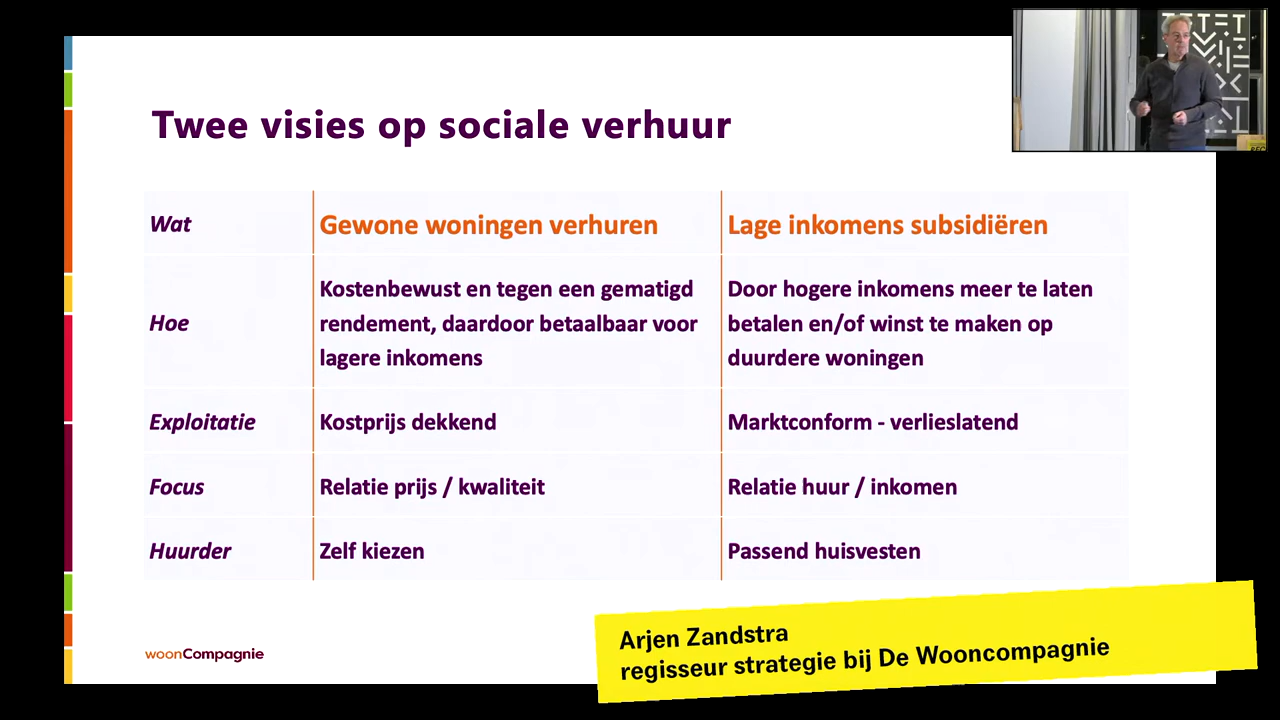 Twee visies op sociale verhuur
Wat
Gewone woningen verhuren
Lage inkomens subsidiëren
Hoe
Kostenbewust en tegen een gematigd
rendement, daardoor betaalbaar voor
lagere inkomens
Door hogere inkomens meer te laten
betalen en/of winst te maken op
duurdere woningen
Exploitatie
Kostprijs dekkend
Marktconform - verlieslatend
Focus
Relatie prijs / kwaliteit
Relatie huur / inkomen
Huurder
Zelf kiezen
Passend huisvesten
woonCompagnie
Arjen Zandstra
regisseur strategie bij De Wooncompagnie